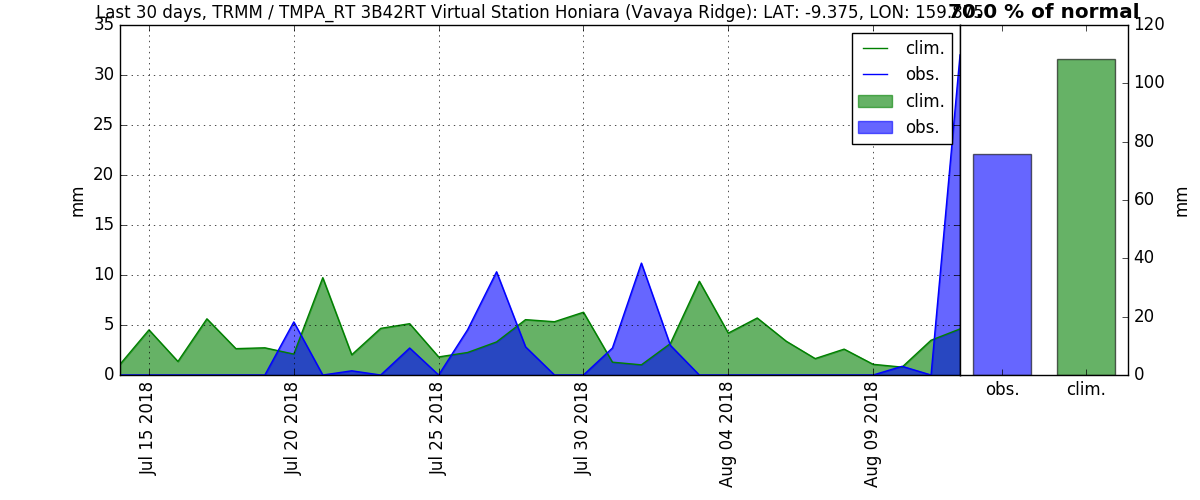 Last 30 days, TRMM / TMPA_RT 3B42RT Virtual Station Honiara (Vavaya Ridge): LAT: -9.375, LON: 159.
70.0 % of normal
35
30
25
20
15
10
5
0
mm
clim.
obs.
clim.
obs.
120
100
80
60
40
20
0
mm
Jul 15 2018
Jul 20 2018
Jul 25 2018
Jul 30 2018
Aug 04 2018
Aug 09 2018
obs.
clim.